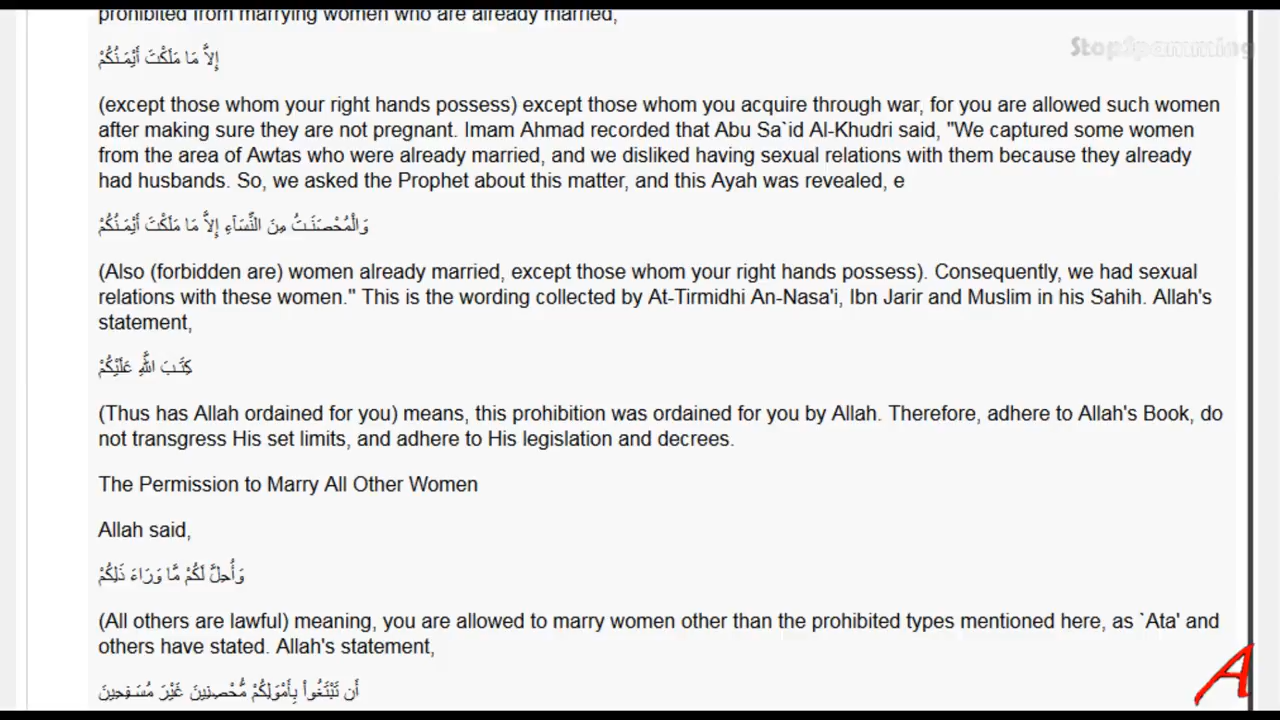 prohibited from marrying women who are already married,
StopSpamming
إِلاَّ مَا مَلَكْتَ أَيْمَـنُكُمْ
(except those whom your right hands possess) except those whom you acquire through war, for you are allowed such women
after making sure they are not pregnant. Imam Ahmad recorded that Abu Sa`id Al-Khudri said, "We captured some women
from the area of Awtas who were already married, and we disliked having sexual relations with them because they already
had husbands. So, we asked the Prophet about this matter, and this Ayah was revealed, e
وَالْمُحْصَنَـتُ مِنَ النِّسَآءِ إِلاَّ مَا مَلَكْتَ أَيْمَـنُكُمْ
(Also (forbidden are) women already married, except those whom your right hands possess). Consequently, we had sexual
relations with these women." This is the wording collected by At-Tirmidhi An-Nasa'i, Ibn Jarir and Muslim in his Sahih. Allah's
statement,
كِتَـبَ اللَّهِ عَلَيْكُمْ
(Thus has Allah ordained for you) means, this prohibition was ordained for you by Allah. Therefore, adhere to Allah's Book, do
not transgress His set limits, and adhere to His legislation and decrees.
The Permission to Marry All Other Women
Allah said,
وَأُحِلَّ لَكُمْ مَّا وَرَاءَ ذَلِكُمْ
(All others are lawful) meaning, you are allowed to marry women other than the prohibited types mentioned here, as `Ata' and
others have stated. Allah's statement,
أَن تَبْتَغُواْ بِأَمْوَلِكُمْ مُّحْصِنِينَ غَيْرَ مُسَـفِحِينَ
A